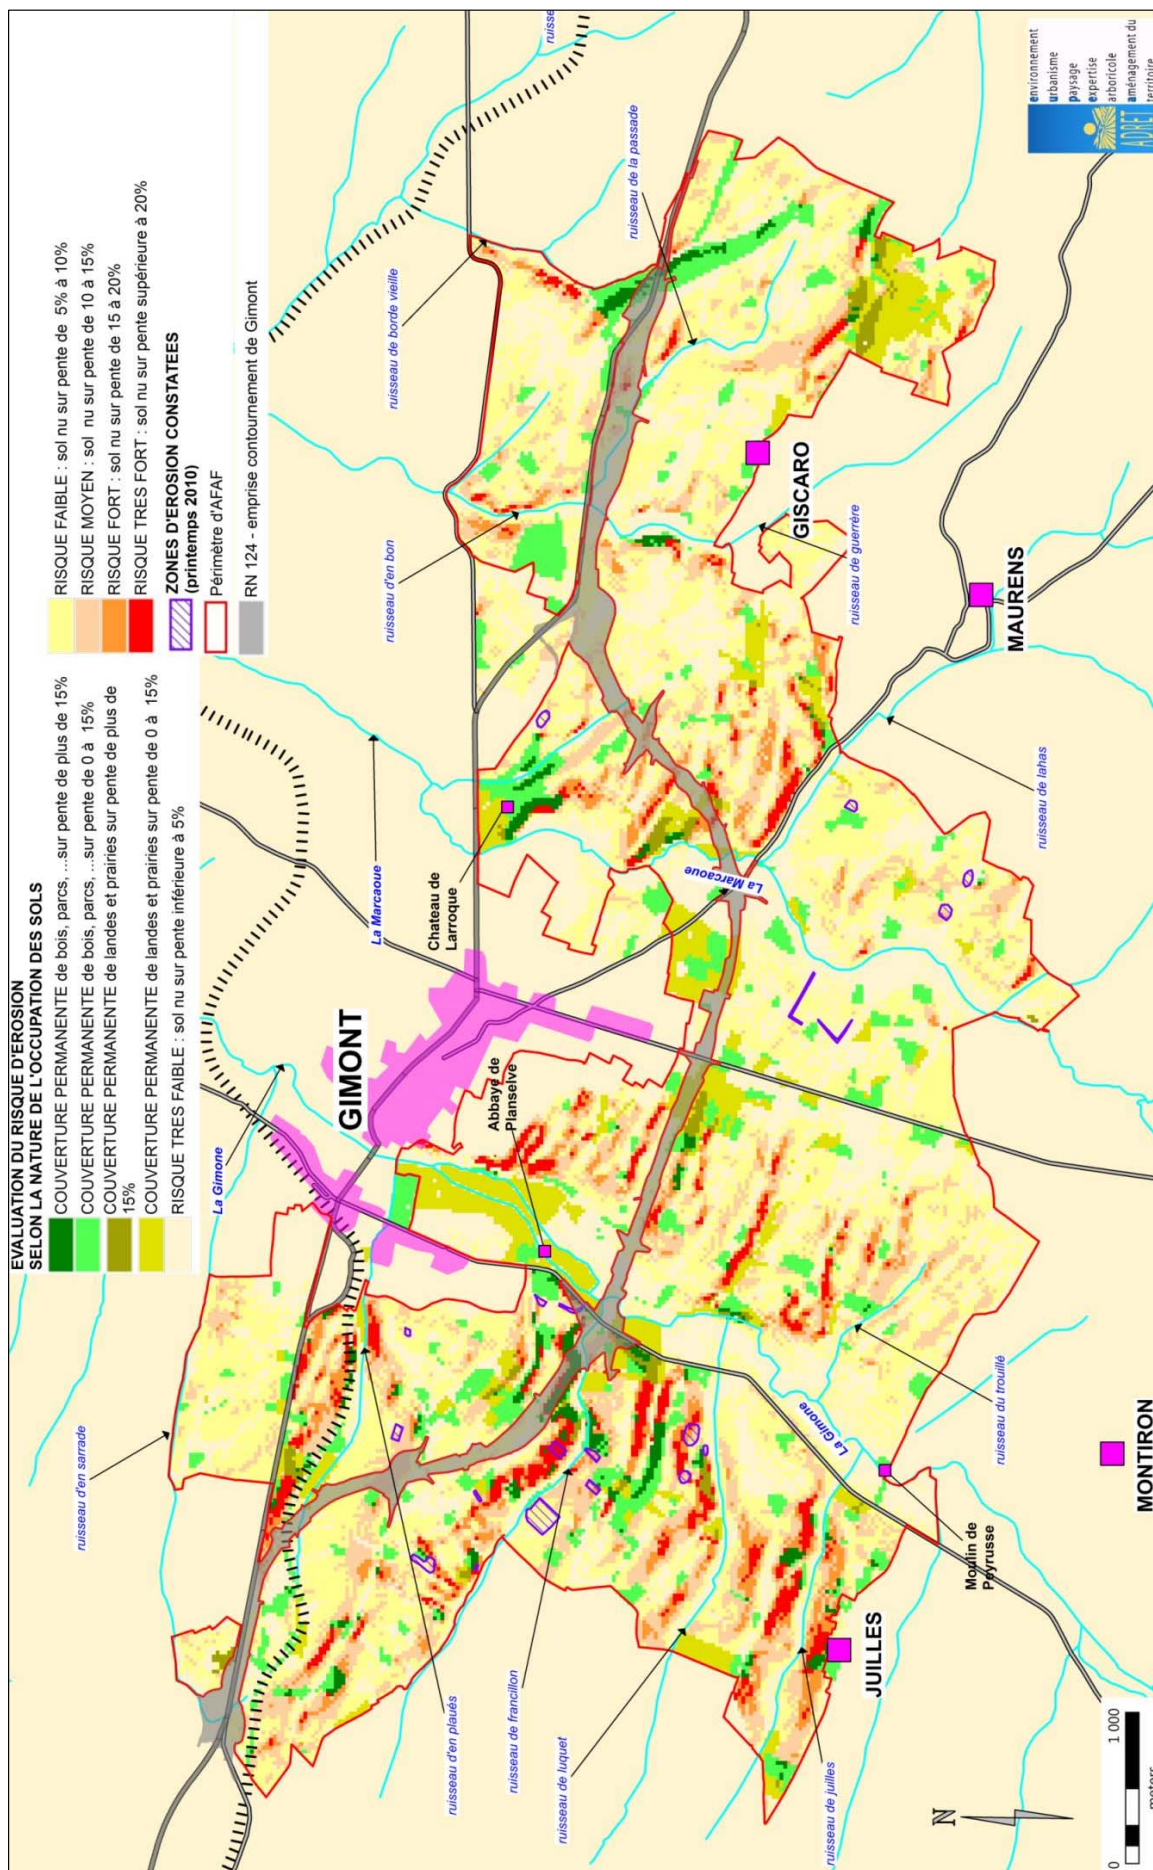 EVALUATION DU RISQUE D'EROSION
SELON LA NATURE DE L'OCCUPATION DES SOLS
COUVERTURE PERMANENTE de bois, parcs, ...sur pente de plus de 15%
COUVERTURE PERMANENTE de bois, parcs, ...sur pente de 0 à 15%
COUVERTURE PERMANENTE de landes et prairies sur pente de plus de
15%
COUVERTURE PERMANENTE de landes et prairies sur pente de 0 à 15%
RISQUE TRES FAIBLE : sol nu sur pente inférieure à 5%
RISQUE FAIBLE : sol nu sur pente de 5% à 10%
RISQUE MOYEN : sol nu sur pente de 10 à 15%
RISQUE FORT : sol nu sur pente de 15 à 20%
RISQUE TRES FORT : sol nu sur pente supérieure à 20%
ZONES D'EROSION CONSTATEES
(printemps 2010)
Périmètre d'AFAF
RN 124 - emprise contournement de Gimont
ruisseau d'en sarrade
La Gimone
La Marcaoue
ruisseau d'en bon
ruisseau de borde vieille
ruisse
GIMONT
Chateau de
Larroque
Abbaye de
Planselve
ruisseau de la passade
ruisseau d'en plaués
ruisseau de francillon
ruisseau de luquet
ruisseau de juilles
La Marcaoue
GISCARO
ruisseau de guerrère
MAURENS
ruisseau de lahas
La Gimone
ruisseau du trouillé
Moulin de
Peyrusse
JUILLES
MONTIRON
N
0 1 000
meters
environnement
urbanisme
paysage
expertise
arboricole
aménagement du
territoire
ADRET